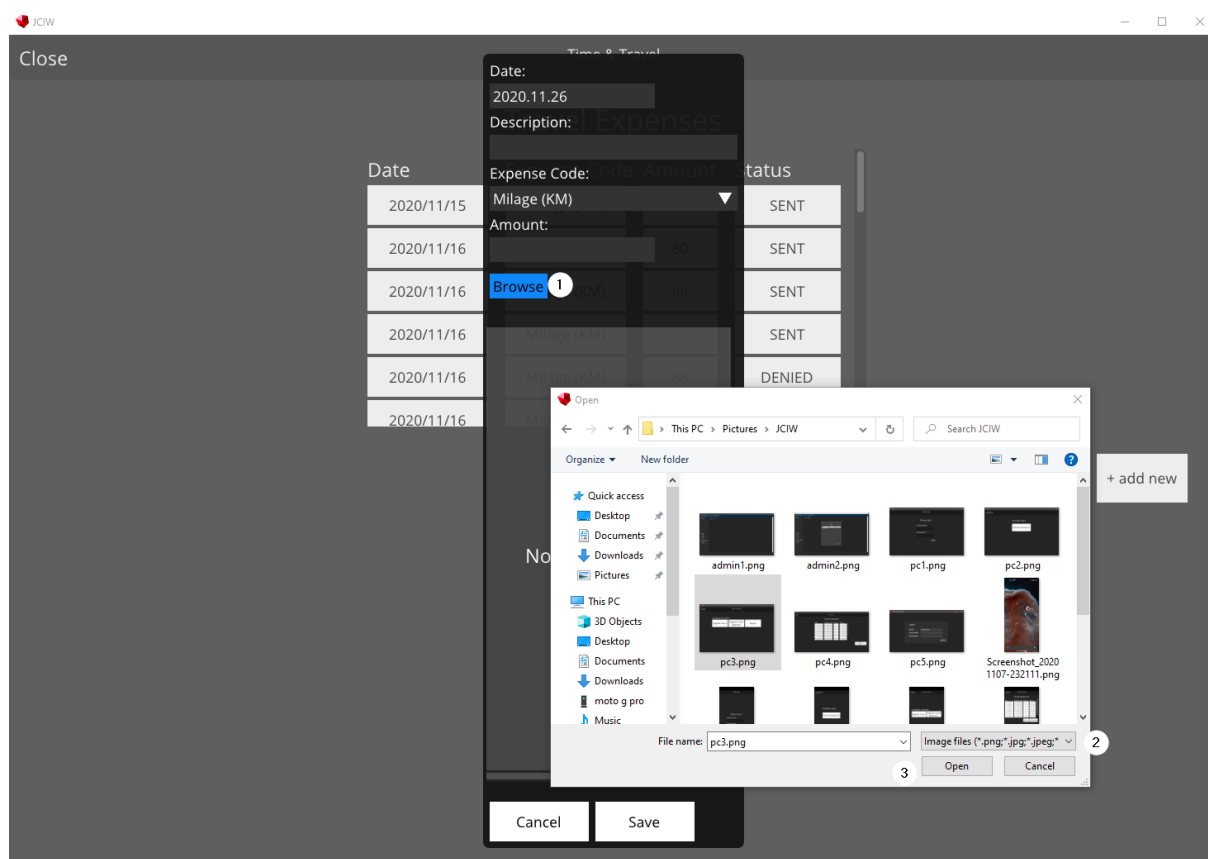 JCIW
Close
Time & Travel
Date:
2020.11.26
Description:
Expenses
Date
Expense Code:
Code
Amount
Status
Milage (KM)
2020/11/15
SENT
Amount:
2020/11/16
80
SENT
Browse
1
2020/11/16
(KM)
lol
SENT
2020/11/16
Milage (KM)
SENT
2020/11/16
Milage (KM)
88
DENIED
2020/11/16
Open
This PC > Pictures > JCIW
Search JCIW
Organize
New folder
+ add new
No
Quick access
Desktop
Documents
Downloads
Pictures
This PC
3D Objects
Desktop
Documents
Downloads
moto g pro
Music
admin1.png
admin2.png
pc1.png
pc2.png
pc3.png
pc4.png
pc5.png
Screenshot_2020
1107-232111.png
File name:
pc3.png
Image files (*.png;*.jpg;*.jpeg;*
2
3
Open
Cancel
Cancel
Save